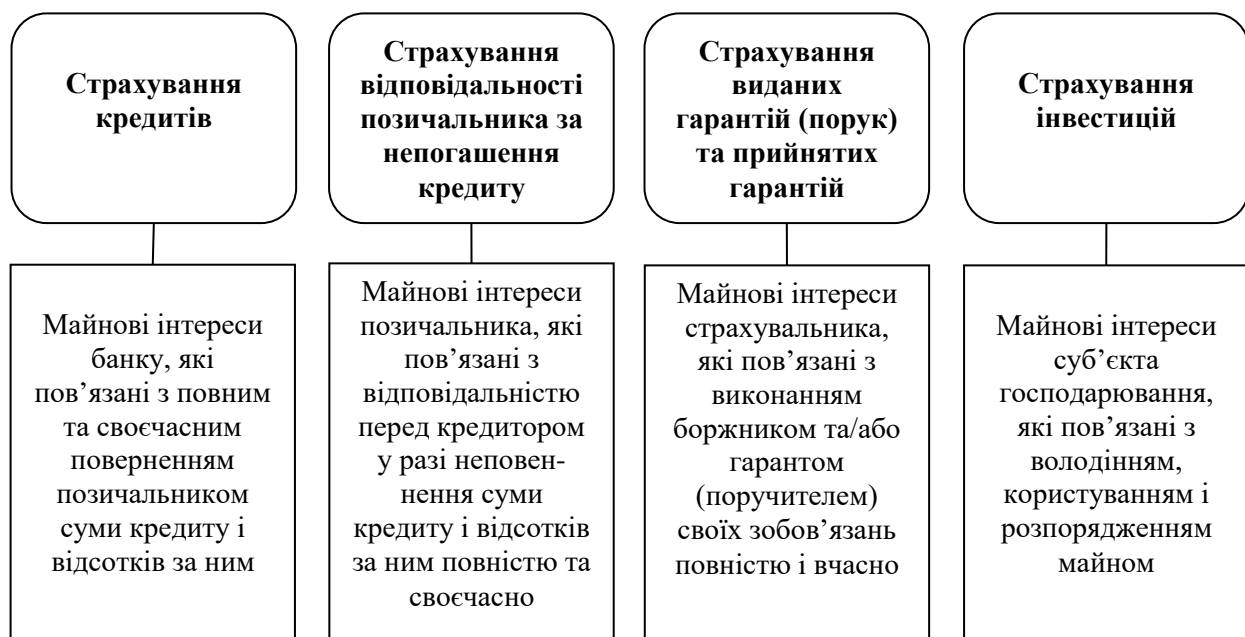 Страхування
кредитів
Страхування
відповідальності
позичальника за
непогашення
кредиту
Страхування
виданих
гарантій (порук)
та прийнятих
гарантій
Страхування
інвестицій
Майнові інтереси
банку, які
пов’язані з повним
та своєчасним
поверненням
позичальником
суми кредиту і
відсотків за ним
Майнові інтереси
позичальника, які
пов’язані з
відповідальністю
перед кредитором
у разі неповен-
нення суми
кредиту і відсотків
за ним повністю та
своєчасно
Майнові інтереси
страхувальника,
які пов’язані з
виконанням
боржником та/або
гарантом
(поручителем)
своїх зобов’язань
повністю і вчасно
Майнові інтереси
суб’єкта
господарювання,
які пов’язані з
володінням,
користуванням і
розпорядженням
майном